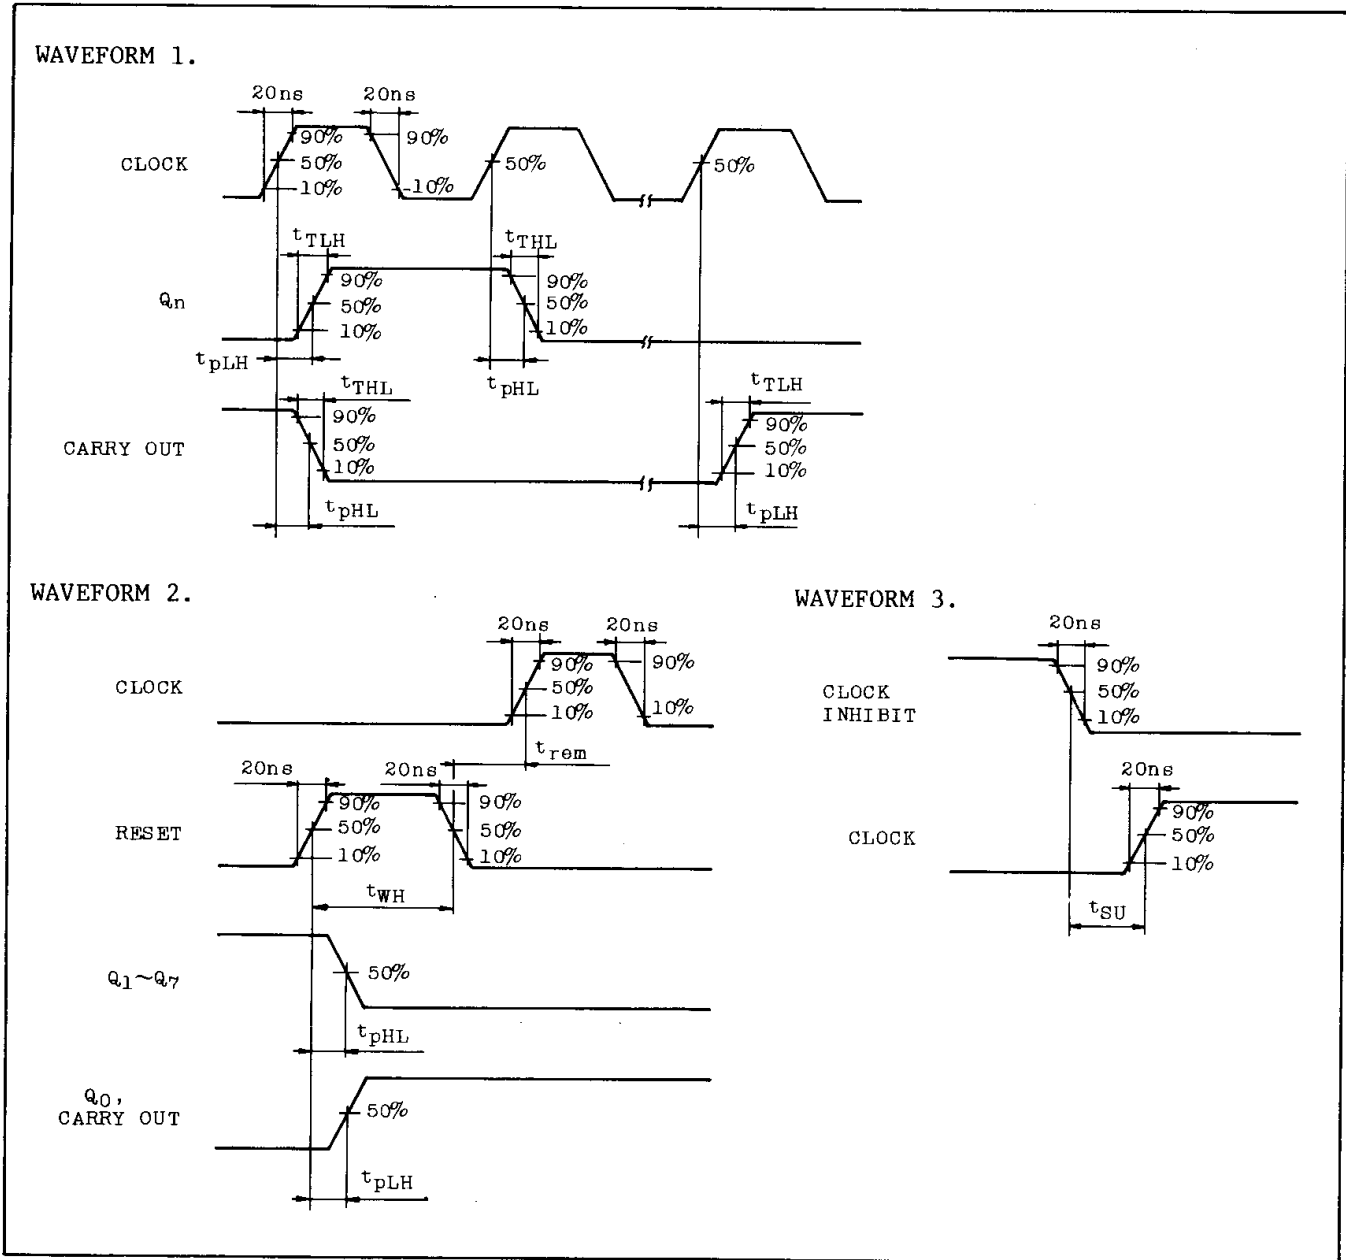 WAVEFORM 1.
20ns 20ns
90% 90%
CLOCK 50% 50% 50%
10% 10%
tTLH tTHL
90% 90%
Qn 50% 50%
10% 10%
tpLH tpHL
tTHL tTLH
90% 90%
CARRY OUT 50% 50%
10% 10%
tpHL tpLH
WAVEFORM 2.
20ns 20ns
90% 90%
CLOCK 50%
10% 10%
trem
20ns 20ns
90% 90%
RESET 50% 50%
10% 10%
tWH
Q1~Q7 50%
tpHL
Q0,
CARRY OUT 50%
tpLH
WAVEFORM 3.
20ns
90%
CLOCK 50%
INHIBIT 10%
20ns
90%
CLOCK 50%
10%
tSU